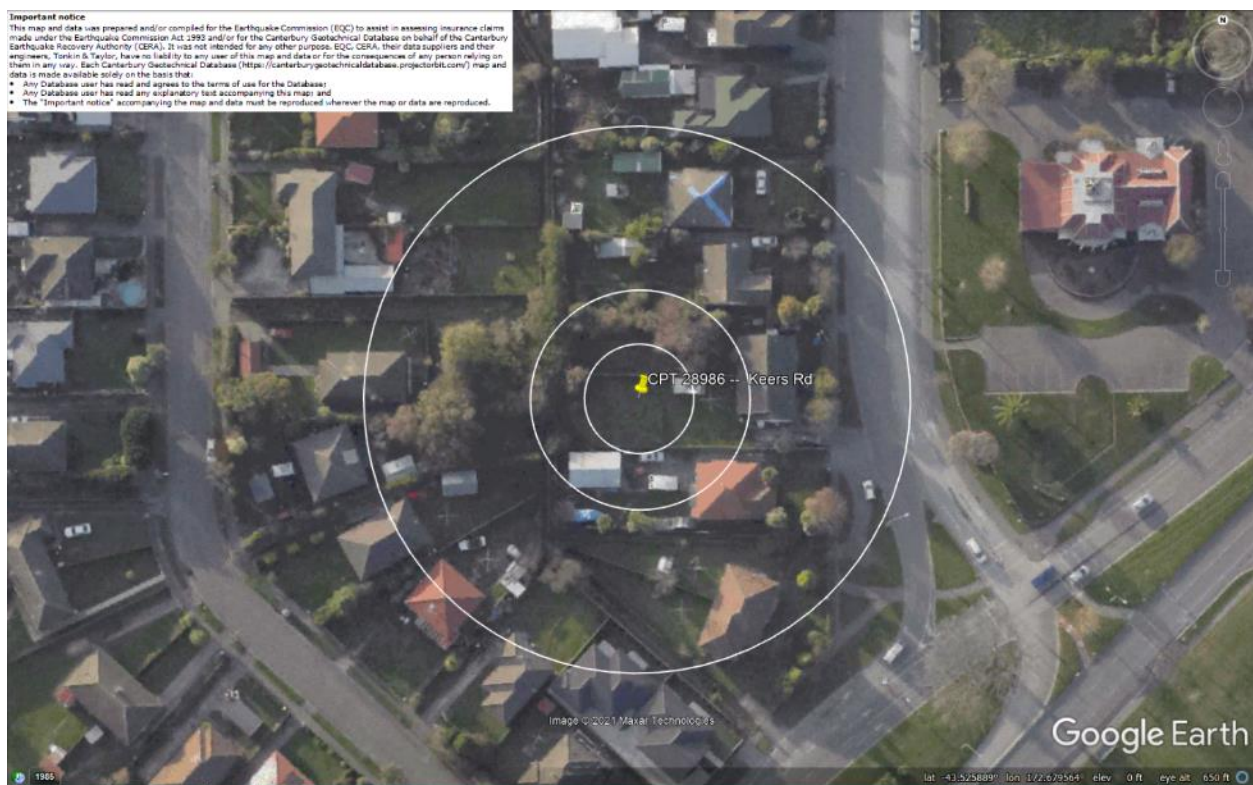 Important notice
This map and data was prepared and/or compiled for the Earthquake Commission (EQC) to assist in assessing insurance claims
made under the Earthquake Commission Act 1993 and/or for the Canterbury Geotechnical Database on behalf of the Canterbury
Earthquake Recovery Authority (CERA). It was not intended for any other purpose. EQC, CERA, their data suppliers and their
engineers, Tonkin & Taylor, have no liability to any user of this map and data or for the consequences of any person relying on
them in any way. Each Canterbury Geotechnical Database (https://canterburygeotechnicaldatabase.projectorbit.com/) map and
data is made available solely on the basis that:
• Any Database user has read and agrees to the terms of use for the Database;
• Any Database user has read any explanatory text accompanying this map; and
• The "Important notice" accompanying the map and data must be reproduced wherever the map or data are reproduced.
N
CPT 28986 -- Keers Rd
Image © 2021 Maxar Technologies
Google Earth
1985
lat -43.525889° lon 172.679564° elev 0 ft eye alt 650 ft